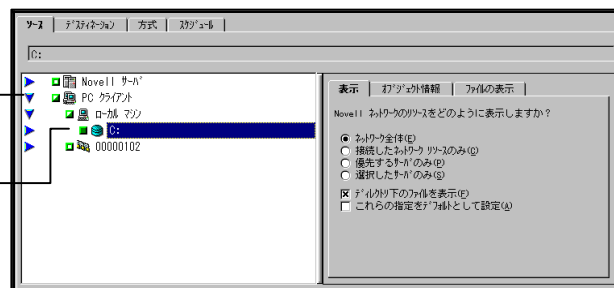 ソース ﾃﾞｽﾃｨﾈｰｼｮﾝ 方式 ｽｹｼﾞｭｰﾙ
C:
Novell ｻｰﾊﾞ
PC ｸﾗｲｱﾝﾄ
ﾛｰｶﾙ ﾏｼﾝ
C:
00000102
表示 ｵﾌﾞｼﾞｪｸﾄ情報 ﾌｧｲﾙの表示
Novell ﾈｯﾄﾜｰｸのﾘｿｰｽをどのように表示しますか？
ﾈｯﾄﾜｰｸ全体(E)
接続したﾈｯﾄﾜｰｸ ﾘｿｰｽのみ(C)
優先するｻｰﾊﾞのみ(P)
選択したｻｰﾊﾞのみ(S)
ﾃﾞｨﾚｸﾄﾘ下のﾌｧｲﾙを表示(F)
これらの指定をﾃﾞﾌｫﾙﾄとして設定(A)